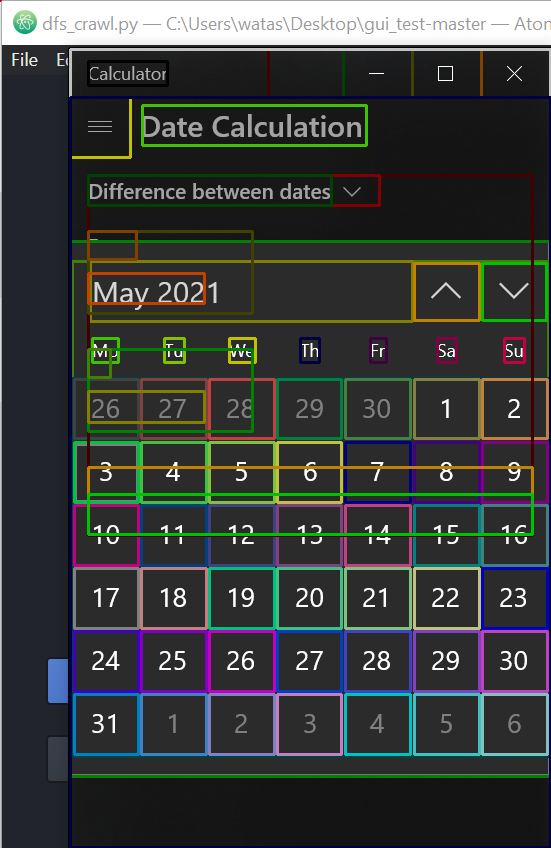 dfs_crawl.py — C:\Users\watas\Desktop\gui_test-master — Atom
File
Calculator
Date Calculation
Difference between dates
May 2021
Mo Tu We Th Fr Sa Su
26 27 28 29 30 1 2
3 4 5 6 7 8 9
10 11 12 13 14 15 16
17 18 19 20 21 22 23
24 25 26 27 28 29 30
31 1 2 3 4 5 6